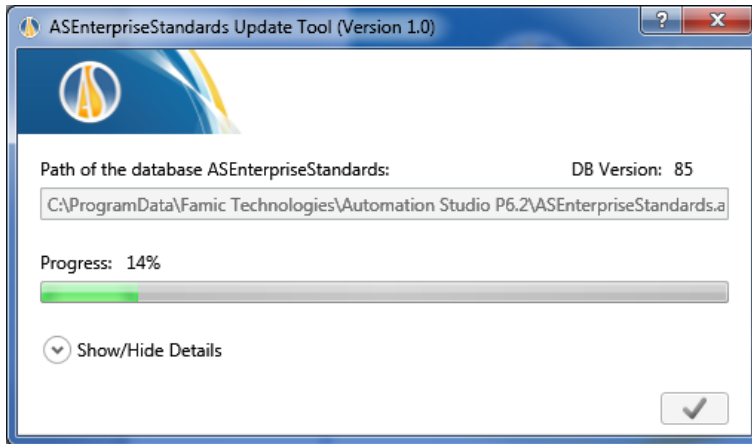 ASEnterpriseStandards Update Tool (Version 1.0)
Path of the database ASEnterpriseStandards: DB Version: 85
C:\ProgramData\Famic Technologies\Automation Studio P6.2\ASEnterpriseStandards.a
Progress: 14%
Show/Hide Details